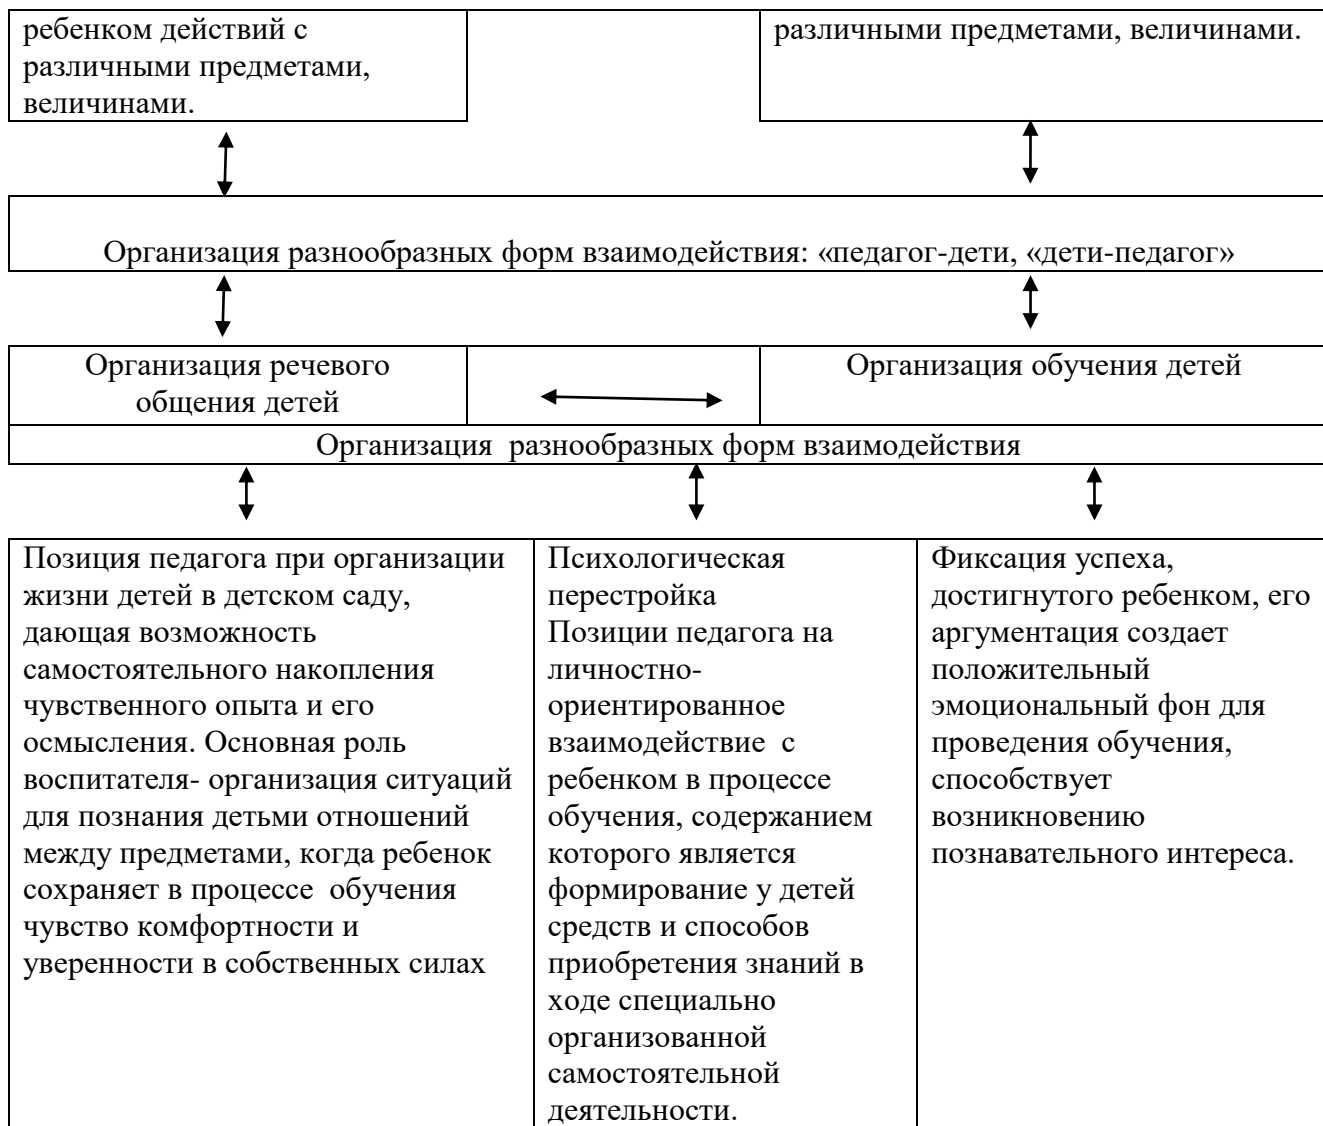 ребенком действий с
различными предметами,
величинами.
различными предметами, величинами.
Организация разнообразных форм взаимодействия: «педагог-дети, «дети-педагог»
Организация речевого
общения детей
Организация обучения детей
Организация  разнообразных форм взаимодействия
Позиция педагога при организации
жизни детей в детском саду,
дающая возможность
самостоятельного накопления
чувственного опыта и его
осмысления. Основная роль
воспитателя- организация ситуаций
для познания детьми отношений
между предметами, когда ребенок
сохраняет в процессе  обучения
чувство комфортности и
уверенности в собственных силах
Психологическая
перестройка
Позиции педагога на
личностно-
ориентированное
взаимодействие  с
ребенком в процессе
обучения, содержанием
которого является
формирование у детей
средств и способов
приобретения знаний в
ходе специально
организованной
самостоятельной
деятельности.
Фиксация успеха,
достигнутого ребенком, его
аргументация создает
положительный
эмоциональный фон для
проведения обучения,
способствует
возникновению
познавательного интереса.